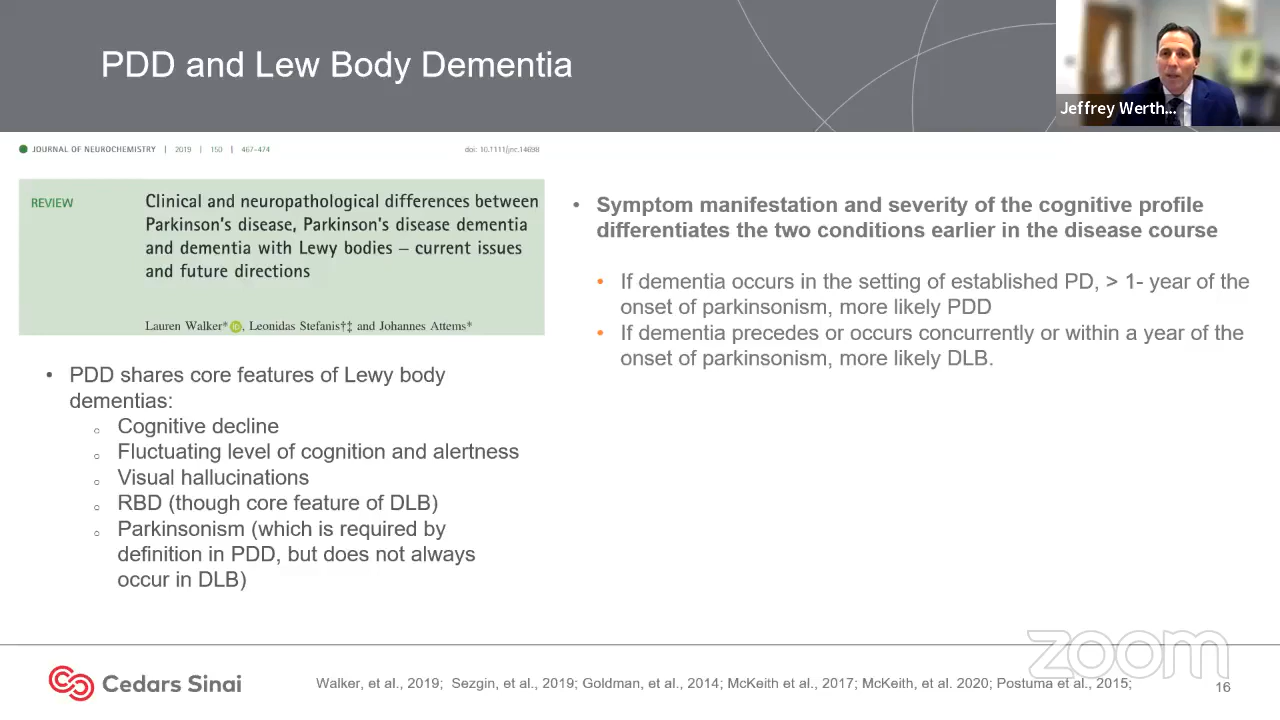 PDD and Lew Body Dementia
Jeffrey Werth...
JOURNAL OF NEUROCHEMISTRY | 2019 | 150 | 467–474
doi: 10.1111/jnc.14698
REVIEW
Clinical and neuropathological differences between
Parkinson's disease, Parkinson's disease dementia
and dementia with Lewy bodies – current issues
and future directions
Lauren Walker* iD, Leonidas Stefanis†‡ and Johannes Attems*
• PDD shares core features of Lewy body
dementias:
o Cognitive decline
o Fluctuating level of cognition and alertness
o Visual hallucinations
o RBD (though core feature of DLB)
o Parkinsonism (which is required by
definition in PDD, but does not always
occur in DLB)
• Symptom manifestation and severity of the cognitive profile
differentiates the two conditions earlier in the disease course
• If dementia occurs in the setting of established PD, > 1- year of the
onset of parkinsonism, more likely PDD
• If dementia precedes or occurs concurrently or within a year of the
onset of parkinsonism, more likely DLB.
zoom
Cedars Sinai
Walker, et al., 2019; Sezgin, et al., 2019; Goldman, et al., 2014; McKeith et al., 2017; McKeith, et al. 2020; Postuma et al., 2015;
16